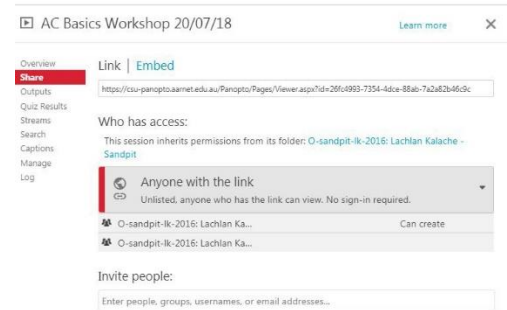 AC Basics Workshop 20/07/18
Learn more
Overview
Share
Outputs
Quiz Results
Streams
Search
Captions
Manage
Log
Link | Embed
https://csu-panopto.aarnet.edu.au/Panopto/Pages/Viewer.aspx?id=26fc4993-7354-4dce-88ab-7a2a82b46c9c
Who has access:
This session inherits permissions from its folder: O-sandpit-lk-2016: Lachlan Kalache -
Sandpit
Anyone with the link
Unlisted, anyone who has the link can view. No sign-in required.
O-sandpit-lk-2016: Lachlan Ka... Can create
O-sandpit-lk-2016: Lachlan Ka...
Invite people:
Enter people, groups, usernames, or email addresses...